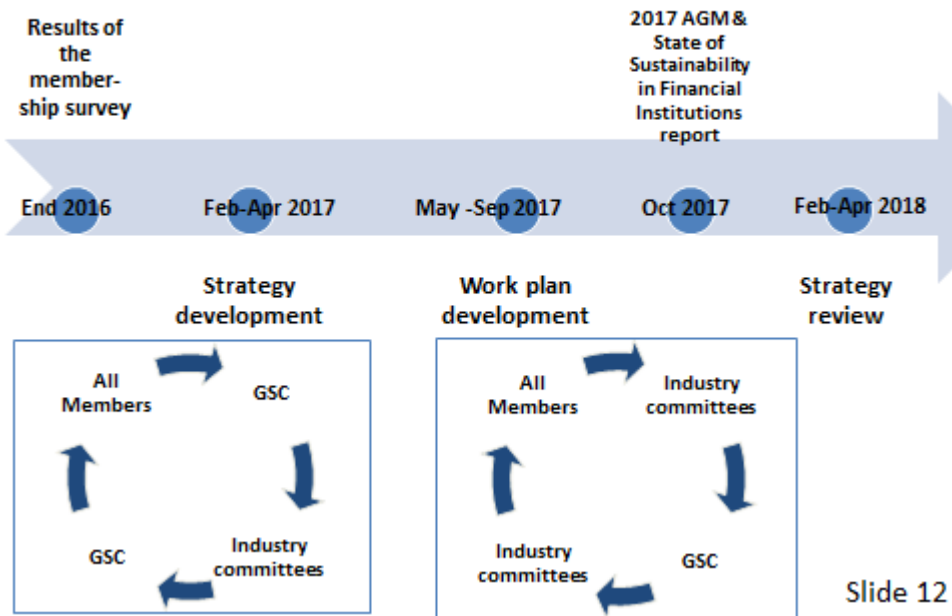 Results of
the
member-
ship survey
2017 AGM &
State of
Sustainability
in Financial
Institutions
report
End 2016
Feb-Apr 2017
May -Sep 2017
Oct 2017
Feb-Apr 2018
Strategy
development
Work plan
development
Strategy
review
All
Members
GSC
Industry
committees
GSC
All
Members
Industry
committees
GSC
Industry
committees
Slide 12